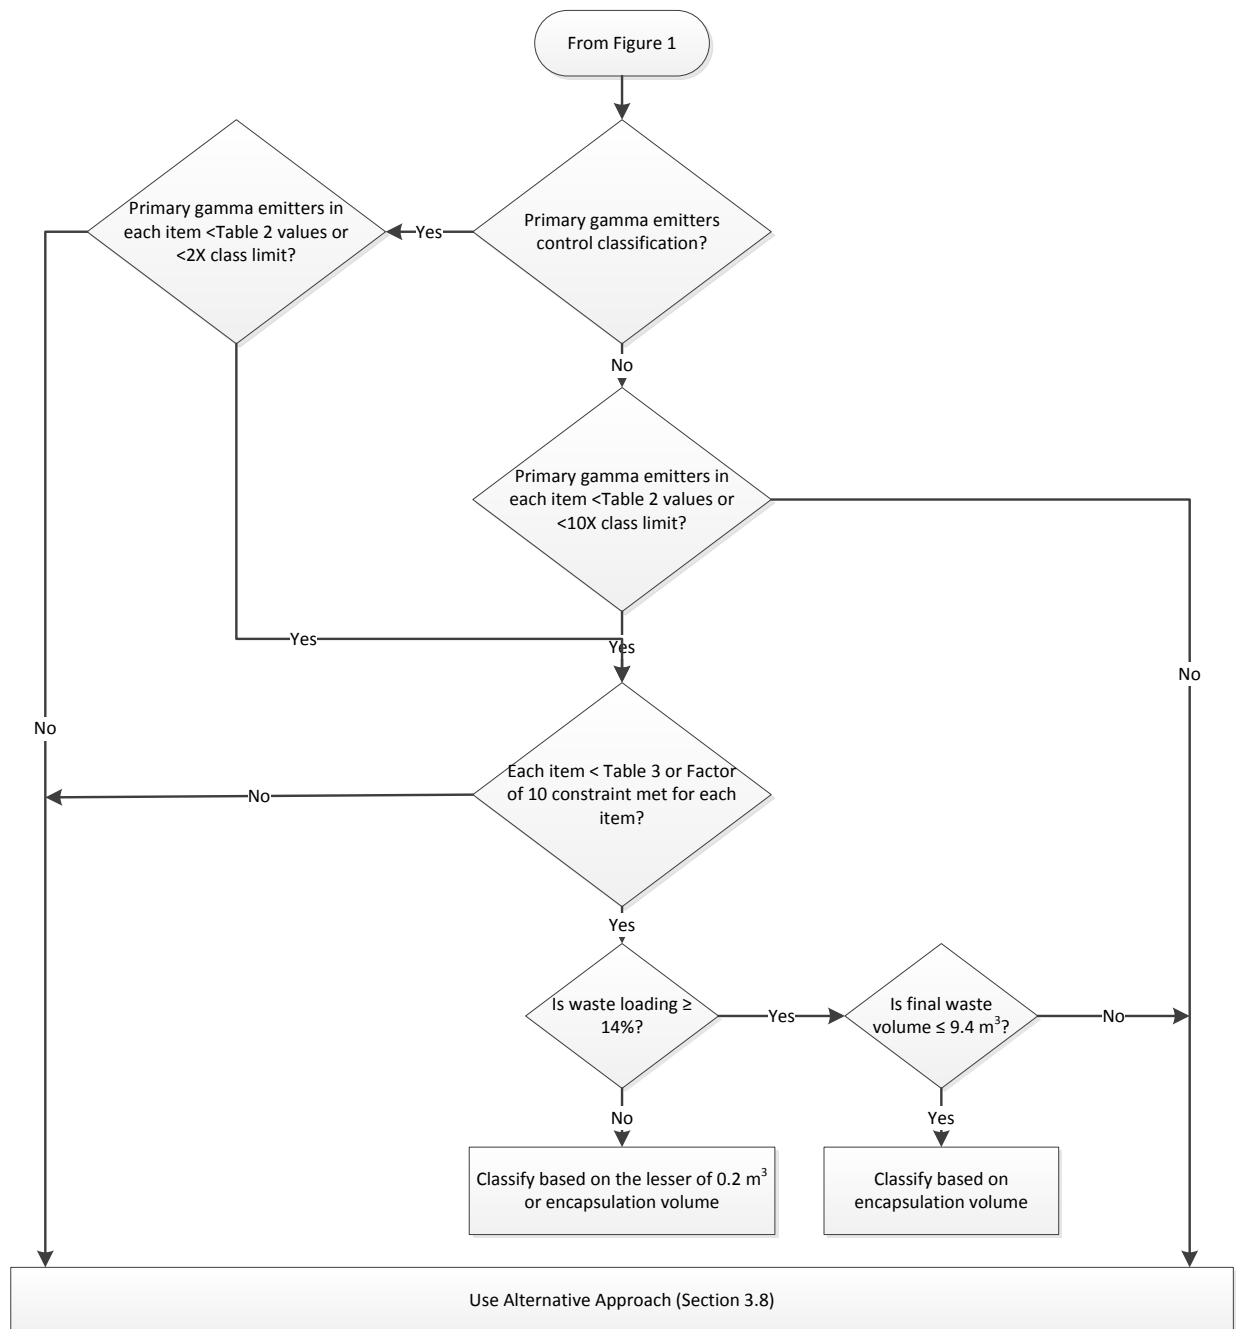 From Figure 1
Primary gamma emitters in
each item <Table 2 values or
<2X class limit?
Yes
Primary gamma emitters
control classification?
No
Primary gamma emitters in
each item <Table 2 values or
<10X class limit?
Yes
Yes
No
No
Each item < Table 3 or Factor
of 10 constraint met for each
item?
No
Yes
Is waste loading ≥
14%?
Yes
Is final waste
volume ≤ 9.4 m³?
No
No
Yes
Classify based on the lesser of 0.2 m³
or encapsulation volume
Classify based on
encapsulation volume
Use Alternative Approach (Section 3.8)